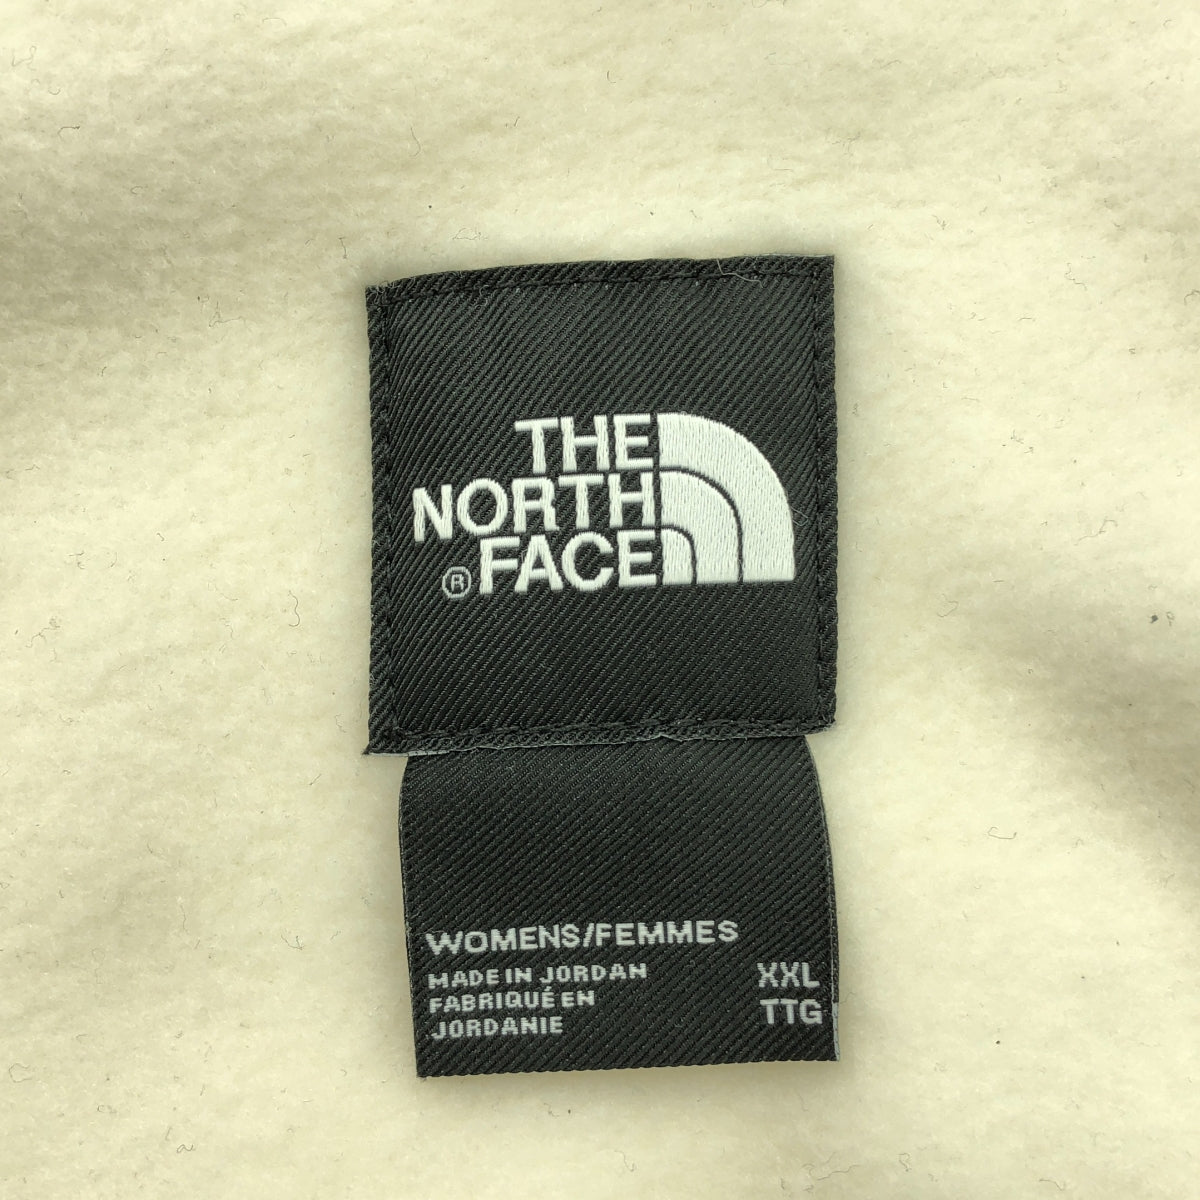 THE
NORTH
® FACE
WOMENS/FEMMES
MADE IN JORDAN
FABRIQUÉ EN
JORDANIE
XXL
TTG